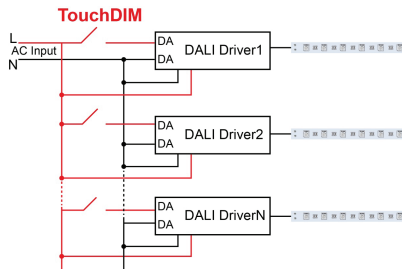 TouchDIM
L
AC Input
N
DA
DA
DALI Driver1
DA
DA
DALI Driver2
DA
DA
DALI DriverN